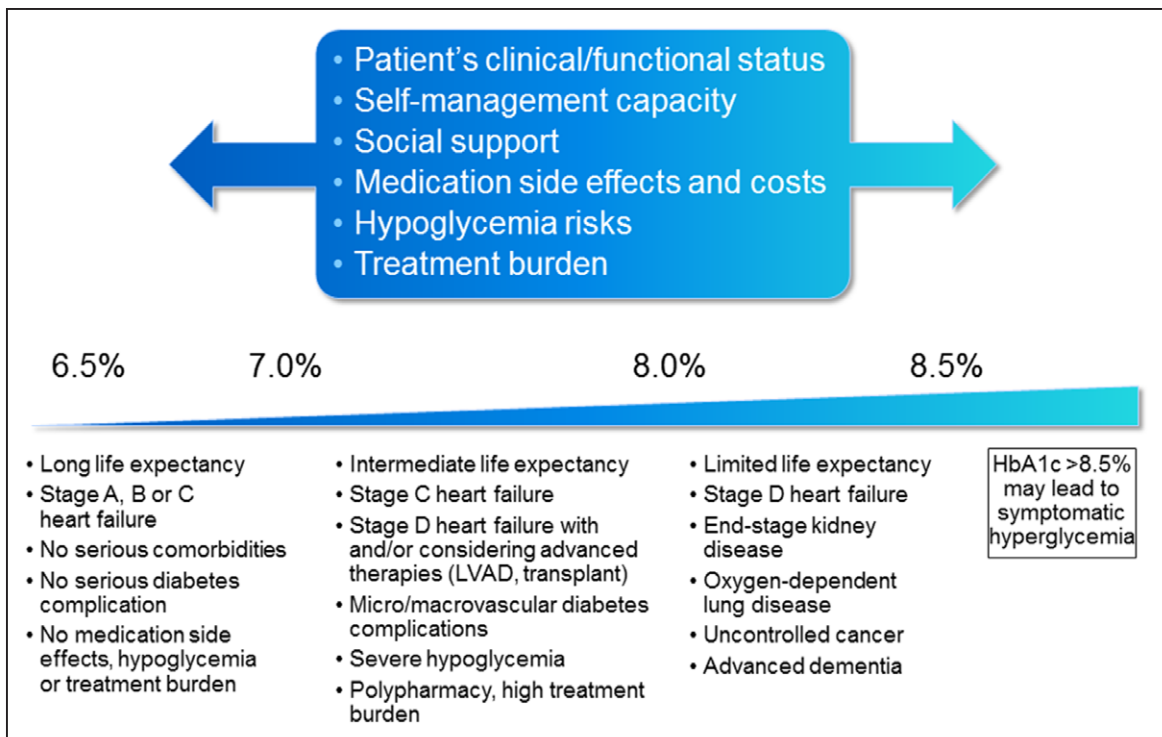 • Patient's clinical/functional status
• Self-management capacity
• Social support
• Medication side effects and costs
• Hypoglycemia risks
• Treatment burden
6.5% 7.0% 8.0% 8.5%
• Long life expectancy
• Stage A, B or C
heart failure
• No serious comorbidities
• No serious diabetes
complication
• No medication side
effects, hypoglycemia
or treatment burden
• Intermediate life expectancy
• Stage C heart failure
• Stage D heart failure with
and/or considering advanced
therapies (LVAD, transplant)
• Micro/macrovascular diabetes
complications
• Severe hypoglycemia
• Polypharmacy, high treatment
burden
• Limited life expectancy
• Stage D heart failure
• End-stage kidney
disease
• Oxygen-dependent
lung disease
• Uncontrolled cancer
• Advanced dementia
HbA1c >8.5%
may lead to
symptomatic
hyperglycemia